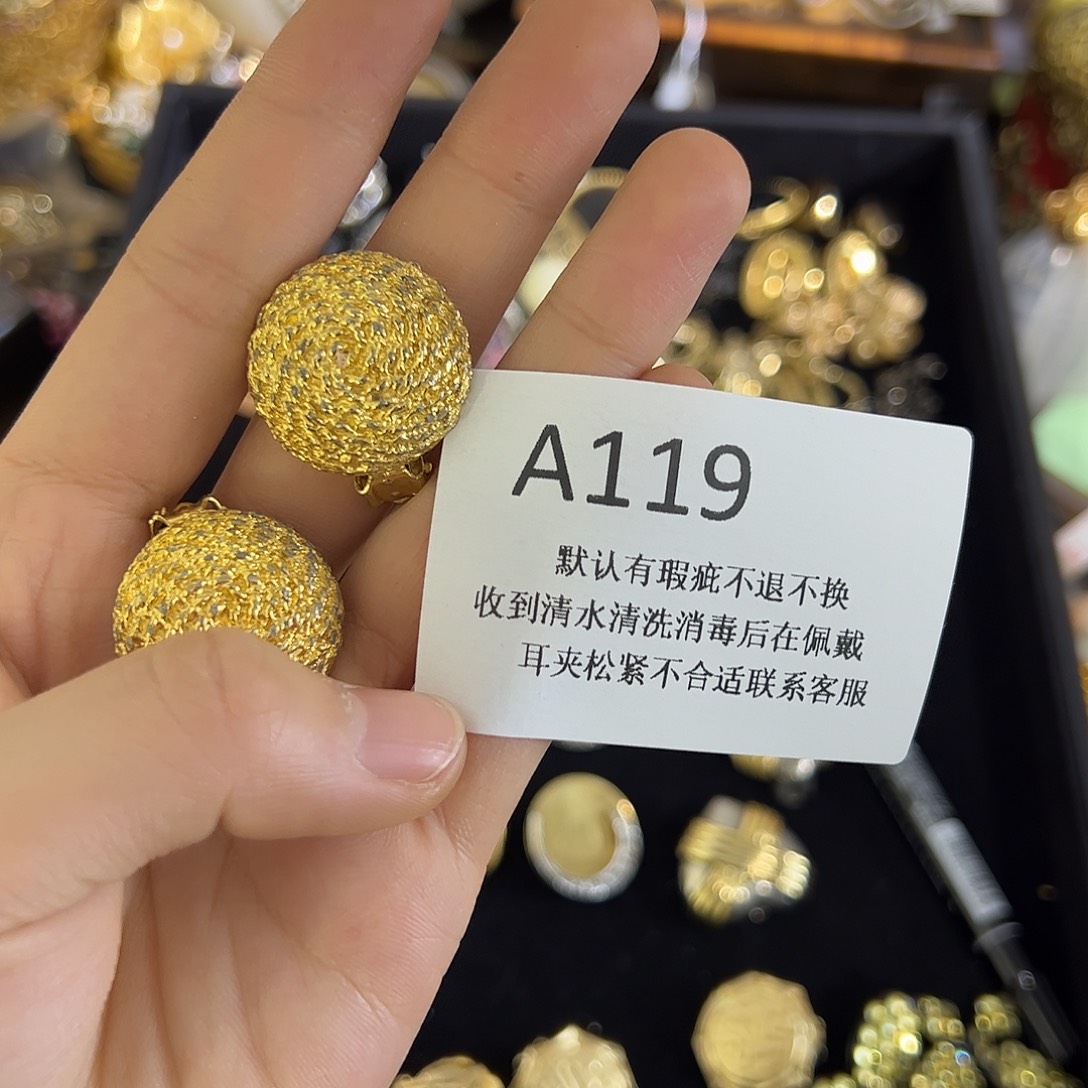 A119
默认有瑕疵不退不换
收到清水清洗消毒后在佩戴
耳夹松紧不合适联系客服